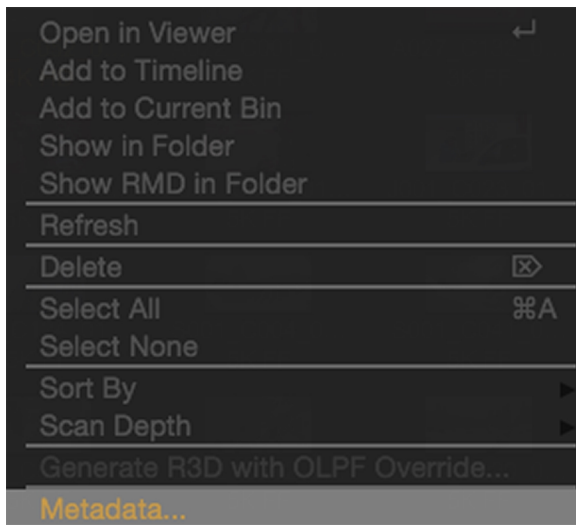 Open in Viewer ↵
Add to Timeline
Add to Current Bin
Show in Folder
Show RMD in Folder
Refresh
Delete ⌦
Select All ⌘A
Select None
Sort By ▶
Scan Depth ▶
Generate R3D with OLPF Override...
Metadata...